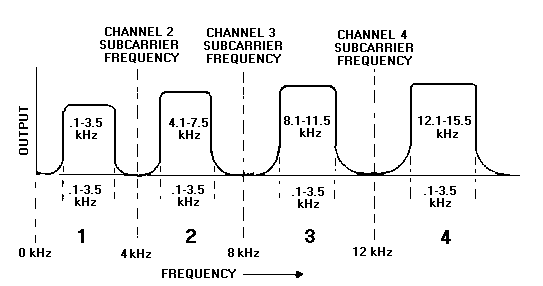 CHANNEL 2
SUBCARRIER
FREQUENCY
CHANNEL 3
SUBCARRIER
FREQUENCY
CHANNEL 4
SUBCARRIER
FREQUENCY
OUTPUT
.1-3.5
kHz
4.1-7.5
kHz
8.1-11.5
kHz
12.1-15.5
kHz
.1-3.5
kHz
.1-3.5
kHz
.1-3.5
kHz
.1-3.5
kHz
1
2
3
4
0 kHz
4 kHz
8 kHz
12 kHz
FREQUENCY